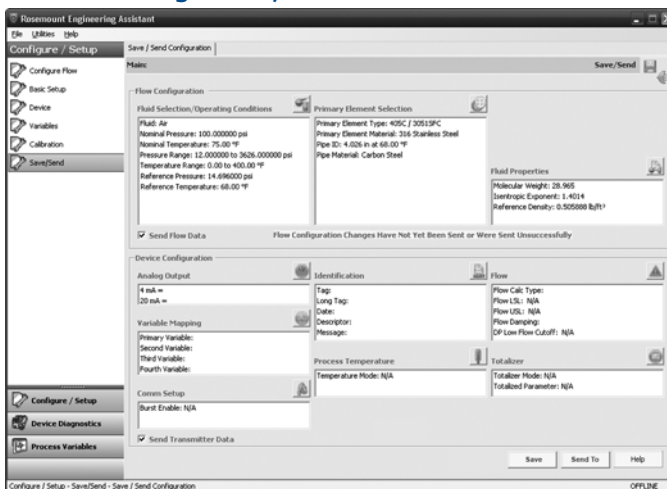 Rosemount Engineering Assistant
File Utilities Help
Configure / Setup
Configure Flow
Basic Setup
Device
Variables
Calibration
Save/Send
Configure / Setup
Device Diagnostics
Process Variables
Save / Send Configuration
Main:
Save/Send
Flow Configuration
Fluid Selection/Operating Conditions
Fluid: Air
Nominal Pressure: 100.000000 psi
Nominal Temperature: 75.00 °F
Pressure Range: 12.000000 to 3626.000000 psi
Temperature Range: 0.00 to 400.00 °F
Reference Pressure: 14.696000 psi
Reference Temperature: 68.00 °F
Primary Element Selection
Primary Element Type: 405C / 3051SFC
Primary Element Material: 316 Stainless Steel
Pipe ID: 4.026 in at 68.00 °F
Pipe Material: Carbon Steel
Fluid Properties
Molecular Weight: 28.965
Isentropic Exponent: 1.4014
Reference Density: 0.505888 lb/ft³
Send Flow Data
Flow Configuration Changes Have Not Yet Been Sent or Were Sent Unsuccessfully
Device Configuration
Analog Output
4 mA =
20 mA =
Variable Mapping
Primary Variable:
Second Variable:
Third Variable:
Fourth Variable:
Comm Setup
Burst Enable: N/A
Identification
Tag:
Long Tag:
Date:
Descriptor:
Message:
Process Temperature
Temperature Mode: N/A
Flow
Flow Calc Type:
Flow LSL: N/A
Flow USL: N/A
Flow Damping:
DP Low Flow Cutoff: N/A
Totalizer
Totalizer Mode: N/A
Totalized Parameter: N/A
Send Transmitter Data
Save Send To Help
Configure / Setup - Save/Send - Save / Send Configuration
OFFLINE